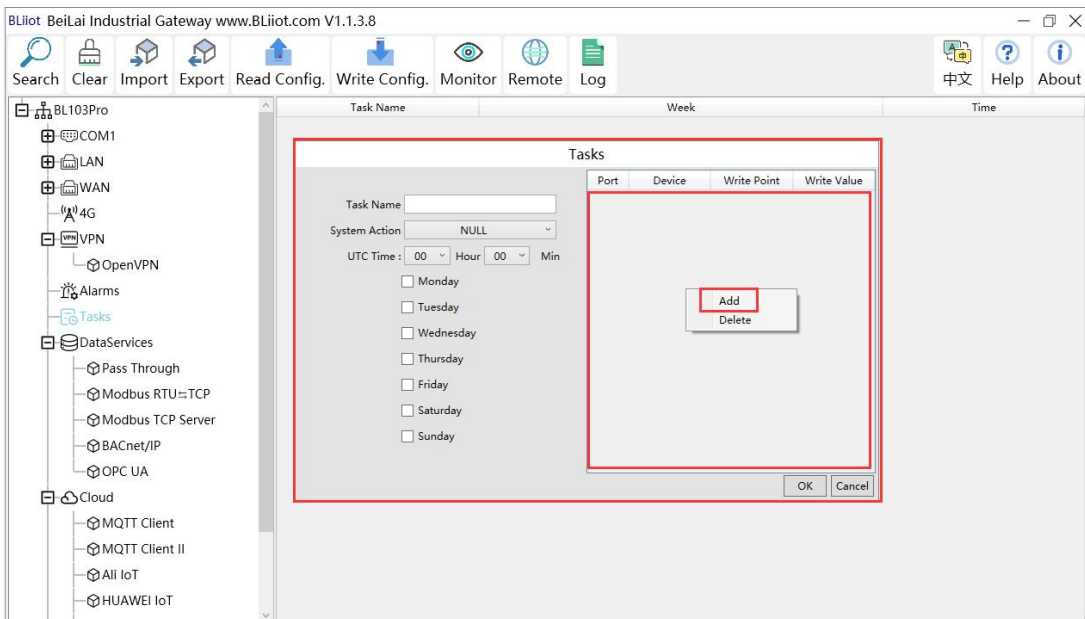 BLiiot BeiLai Industrial Gateway www.BLiiot.com V1.1.3.8
Search Clear Import Export Read Config. Write Config. Monitor Remote Log 中文 Help About
BL103Pro
COM1
LAN
WAN
4G
VPN
OpenVPN
Alarms
Tasks
DataServices
Pass Through
Modbus RTU⇆TCP
Modbus TCP Server
BACnet/IP
OPC UA
Cloud
MQTT Client
MQTT Client II
Ali IoT
HUAWEI IoT
Task Name Week Time
Tasks
Task Name
System Action NULL
UTC Time : 00 Hour 00 Min
Monday
Tuesday
Wednesday
Thursday
Friday
Saturday
Sunday
Port Device Write Point Write Value
Add
Delete
OK Cancel